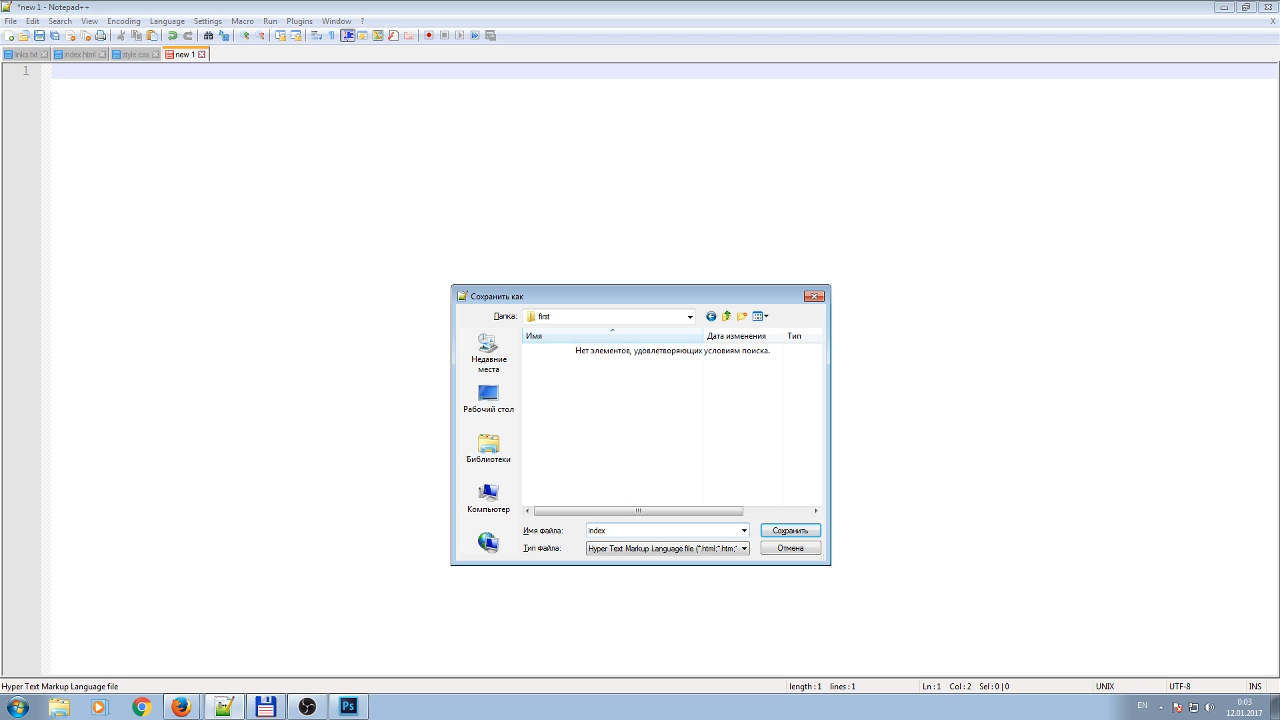 *new 1 - Notepad++
File Edit Search View Encoding Language Settings Macro Run Plugins Window ? X
links.txt index.html style.css new 1
1
Сохранить как
Папка: first
Имя Дата изменения Тип
Нет элементов, удовлетворяющих условиям поиска.
Недавние
места
Рабочий стол
Библиотеки
Компьютер
Имя файла: index Сохранить
Тип файла: Hyper Text Markup Language file (*.html;*.htm;* Отмена
Hyper Text Markup Language file length : 1 lines : 1 Ln : 1 Col : 2 Sel : 0 | 0 UNIX UTF-8 INS
Ps EN 0:03
12.01.2017